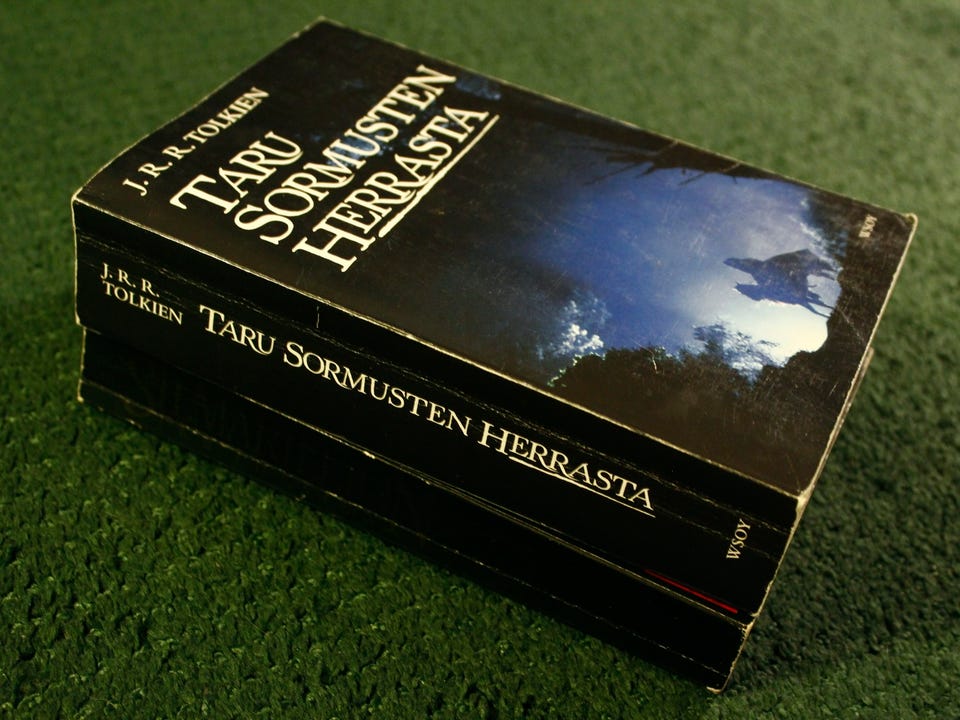 J. R. R. TOLKIEN
TARU
SORMUSTEN
HERRASTA
WSOY
J. R. R.
TOLKIEN
TARU SORMUSTEN HERRASTA
WSOY